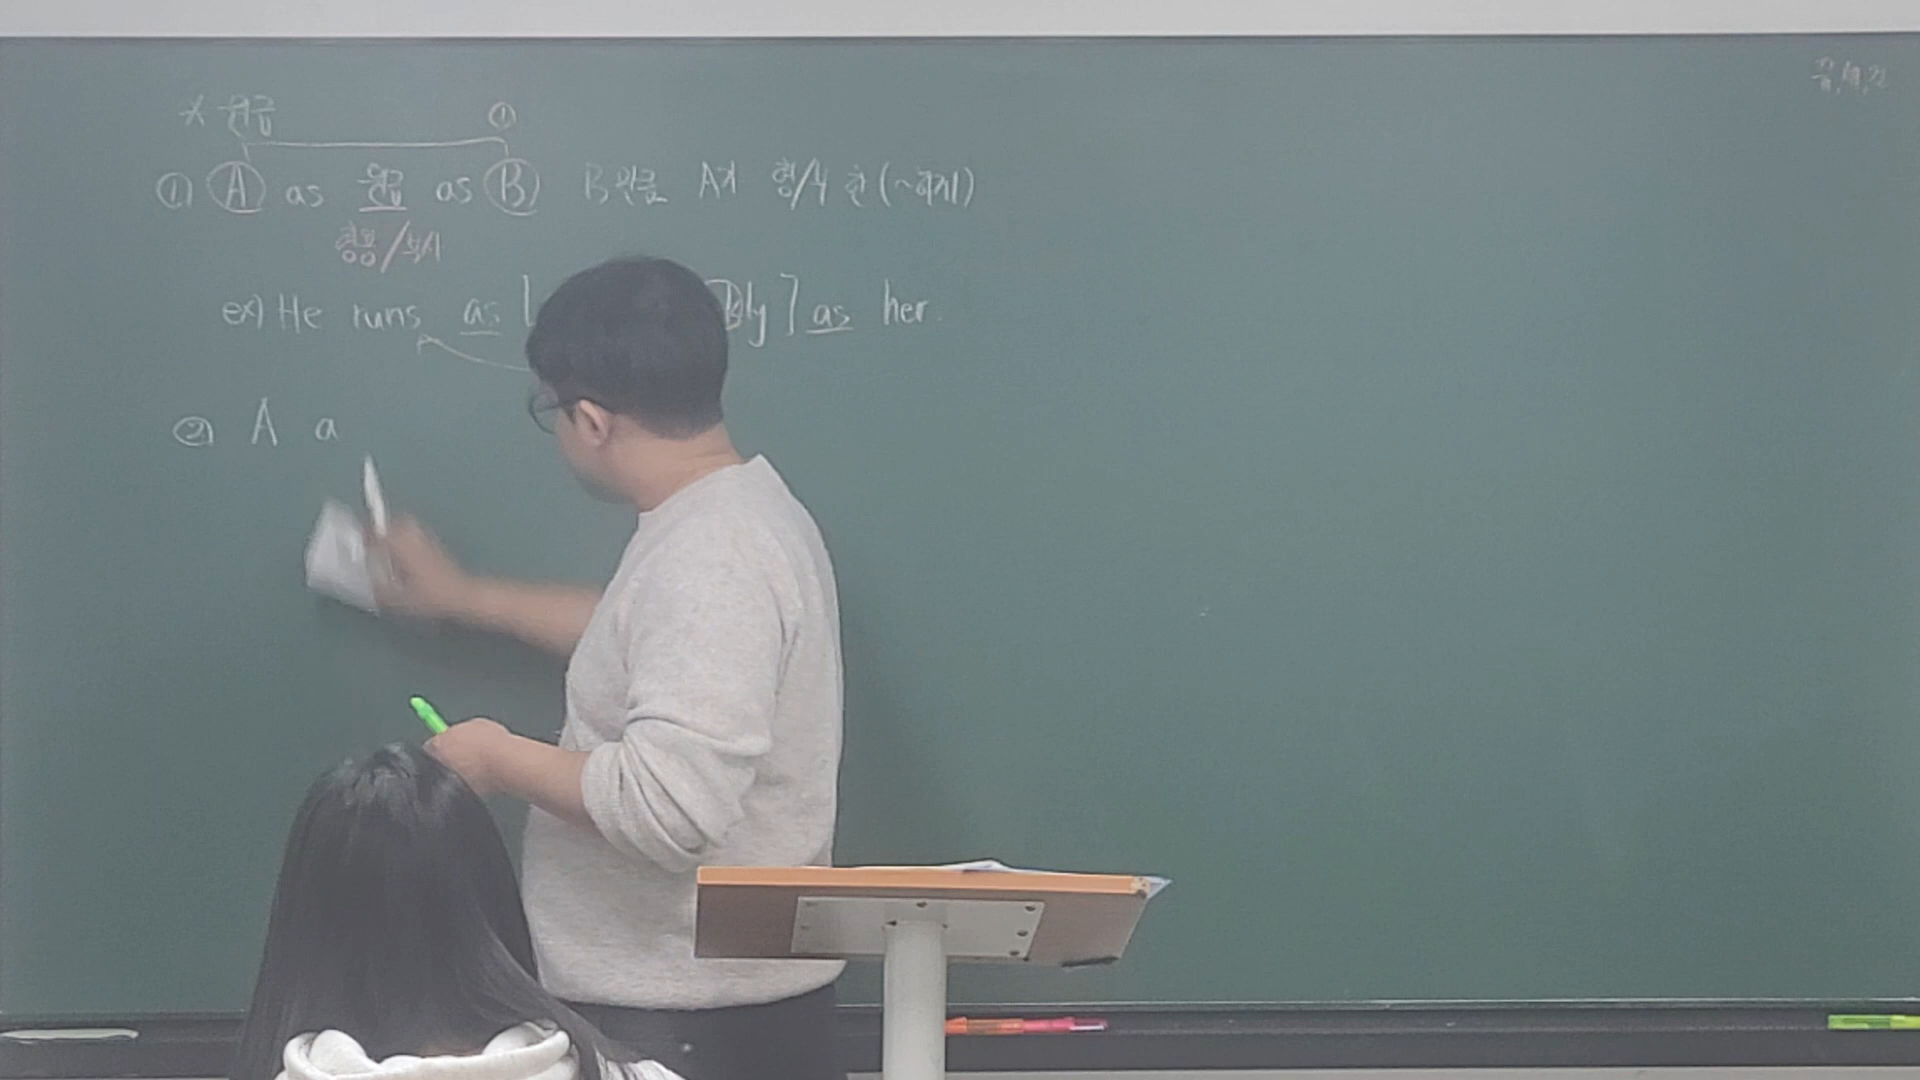 * 원급 ①
① A as 원급 as B B만큼 A가 형/부 한 (~하게)
형용/부사
ex) He runs as [ ly ] as her.
② A a